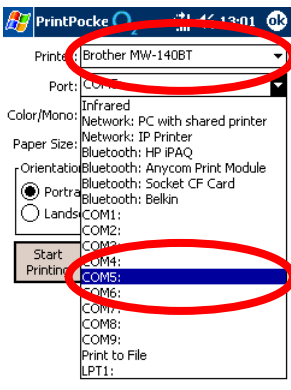 PrintPocke 13:01 ok
Printer: Brother MW-140BT
Port: COM5:
Infrared
Color/Mono:
Network: PC with shared printer
Network: IP Printer
Paper Size:
Bluetooth: HP iPAQ
Orientation
Bluetooth: Anycom Print Module
Bluetooth: Socket CF Card
Portra
Bluetooth: Belkin
Lands
COM1:
COM2:
COM3:
Start Printing
COM4:
COM5:
COM6:
COM7:
COM8:
COM9:
Print to File
LPT1: